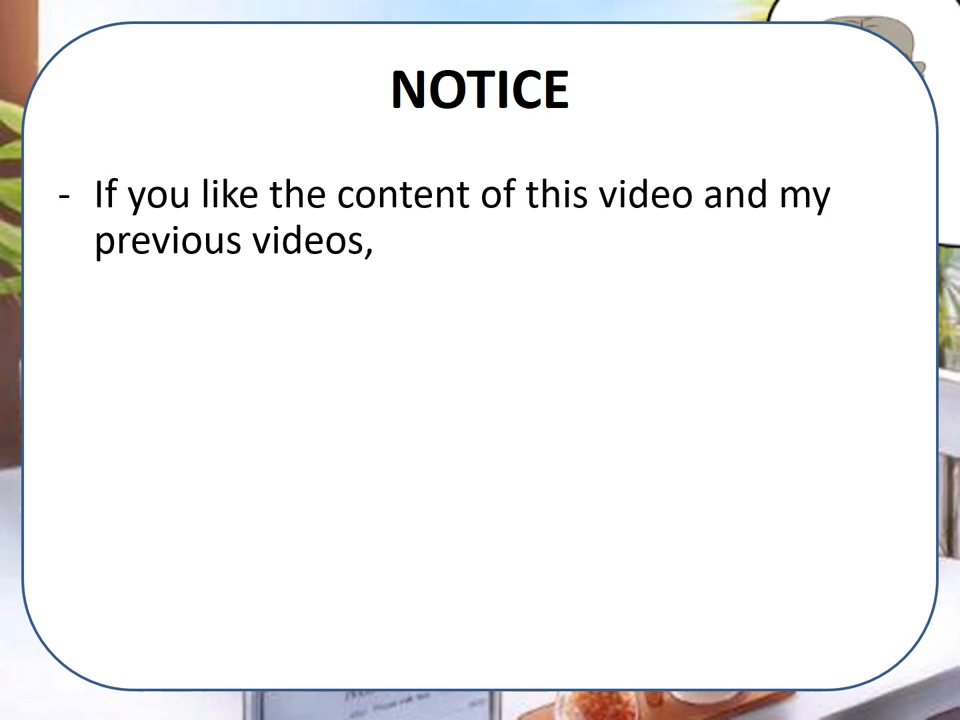 NOTICE
- If you like the content of this video and my
previous videos,